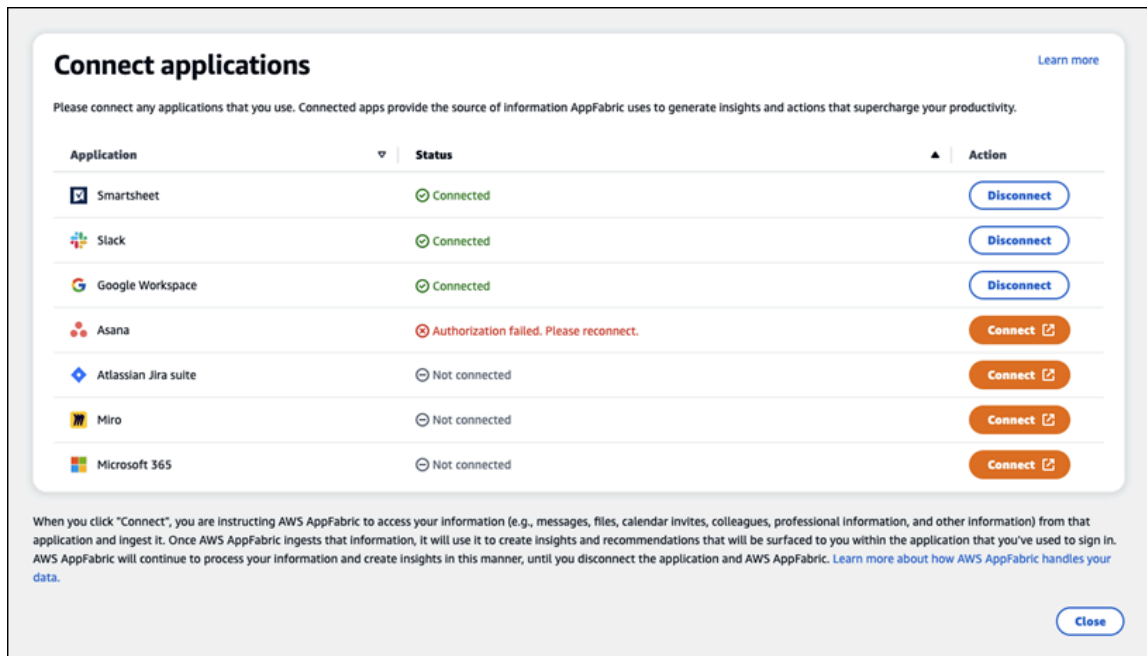 Connect applications
Learn more
Please connect any applications that you use. Connected apps provide the source of information AppFabric uses to generate insights and actions that supercharge your productivity.
Application Status Action
Smartsheet Connected Disconnect
Slack Connected Disconnect
Google Workspace Connected Disconnect
Asana Authorization failed. Please reconnect. Connect
Atlassian Jira suite Not connected Connect
Miro Not connected Connect
Microsoft 365 Not connected Connect
When you click "Connect", you are instructing AWS AppFabric to access your information (e.g., messages, files, calendar invites, colleagues, professional information, and other information) from that
application and ingest it. Once AWS AppFabric ingests that information, it will use it to create insights and recommendations that will be surfaced to you within the application that you've used to sign in.
AWS AppFabric will continue to process your information and create insights in this manner, until you disconnect the application and AWS AppFabric. Learn more about how AWS AppFabric handles your
data.
Close